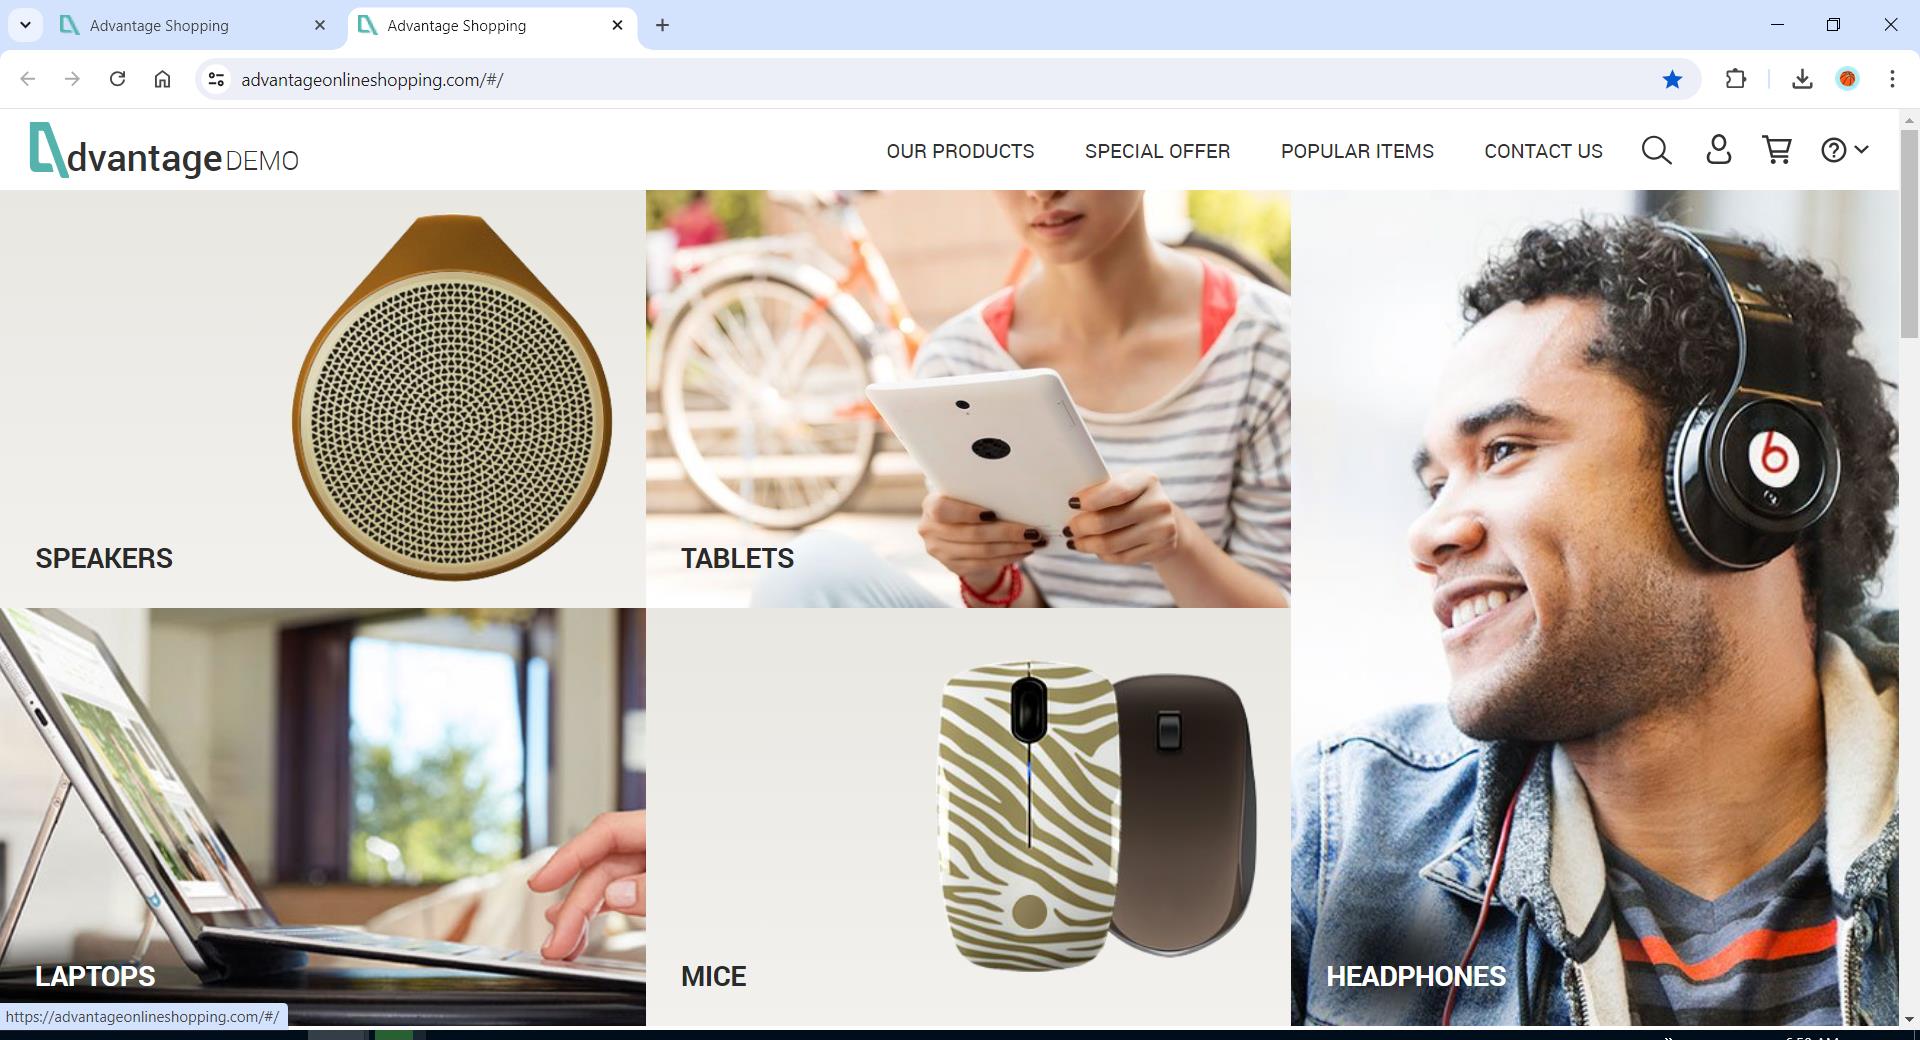 Advantage Shopping
Advantage Shopping
advantageonlineshopping.com/#/
dvantage DEMO
OUR PRODUCTS
SPECIAL OFFER
POPULAR ITEMS
CONTACT US
SPEAKERS
TABLETS
LAPTOPS
MICE
HEADPHONES
https://advantageonlineshopping.com/#/